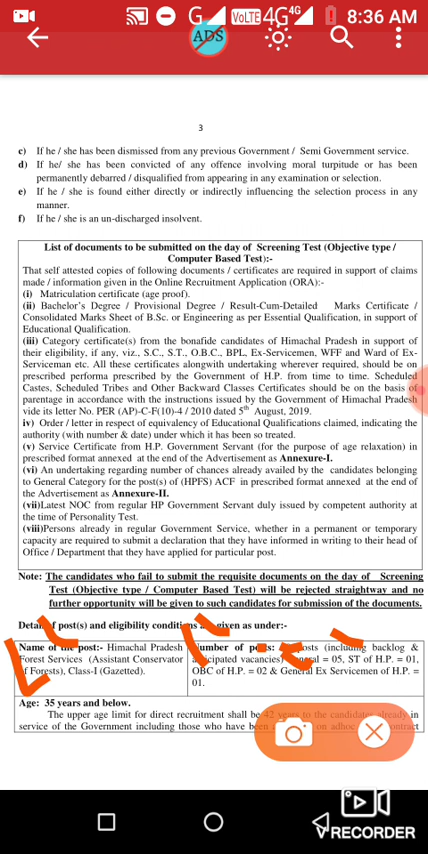 VoLTE 4G 4G 8:36 AM
ADS
3
c) If he / she has been dismissed from any previous Government / Semi Government service.
d) If he/ she has been convicted of any offence involving moral turpitude or has been
permanently debarred / disqualified from appearing in any examination or selection.
e) If he / she is found either directly or indirectly influencing the selection process in any
manner.
f) If he / she is an un-discharged insolvent.
List of documents to be submitted on the day of Screening Test (Objective type /
Computer Based Test):-
That self attested copies of following documents / certificates are required in support of claims
made / information given in the Online Recruitment Application (ORA):-
(i) Matriculation certificate (age proof).
(ii) Bachelor's Degree / Provisional Degree / Result-Cum-Detailed Marks Certificate /
Consolidated Marks Sheet of B.Sc. or Engineering as per Essential Qualification, in support of
Educational Qualification.
(iii) Category certificate(s) from the bonafide candidates of Himachal Pradesh in support of
their eligibility, if any, viz., S.C., S.T., O.B.C., BPL, Ex-Servicemen, WFF and Ward of Ex-
Serviceman etc. All these certificates alongwith undertaking wherever required, should be on
prescribed performa prescribed by the Government of H.P. from time to time. Scheduled
Castes, Scheduled Tribes and Other Backward Classes Certificates should be on the basis of
parentage in accordance with the instructions issued by the Government of Himachal Pradesh
vide its letter No. PER (AP)-C-F(10)-4 / 2010 dated 5th August, 2019.
iv) Order / letter in respect of equivalence of Educational Qualifications claimed, indicating the
authority (with number & date) under which it has been so treated.
(v) Service Certificate from H.P. Government Servant (for the purpose of age relaxation) in
prescribed format annexed at the end of the Advertisement as Annexure-I.
(vi) An undertaking regarding number of chances already availed by the candidates belonging
to General Category for the post(s) of (HPFS) ACF in prescribed format annexed at the end of
the Advertisement as Annexure-II.
(vii)Latest NOC from regular HP Government Servant duly issued by competent authority at
the time of Personality Test.
(viii)Persons already in regular Government Service, whether in a permanent or temporary
capacity are required to submit a declaration that they have informed in writing to their head of
Office / Department that they have applied for particular post.
Note: The candidates who fail to submit the requisite documents on the day of Screening
Test (Objective type / Computer Based Test) will be rejected straightway and no
further opportunity will be given to such candidates for submission of the documents.
post(s) and eligibility given as under:-
Name of the post:- Himachal Pradesh
Forest Services (Assistant Conservator
of Forests), Class-I (Gazetted).
Number of posts: posts (including backlog &
anticipated vacancies) General = 05, ST of H.P. = 01,
OBC of H.P. = 02 & General Ex Servicemen of H.P. =
01.
Age: 35 years and below.
The upper age limit for direct recruitment shall be 42 years to the candidates already in
service of the Government including those who have been on adhoc contract
RECORDER